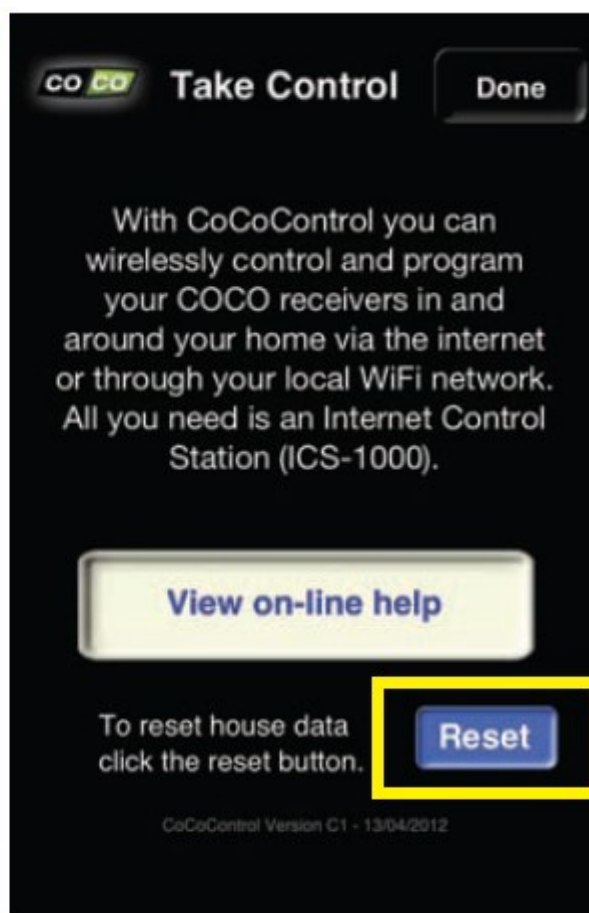 COCO Take Control Done
With CoCoControl you can
wirelessly control and program
your COCO receivers in and
around your home via the internet
or through your local WiFi network.
All you need is an Internet Control
Station (ICS-1000).
View on-line help
To reset house data
click the reset button.
Reset
CoCoControl Version C1 - 13/04/2012